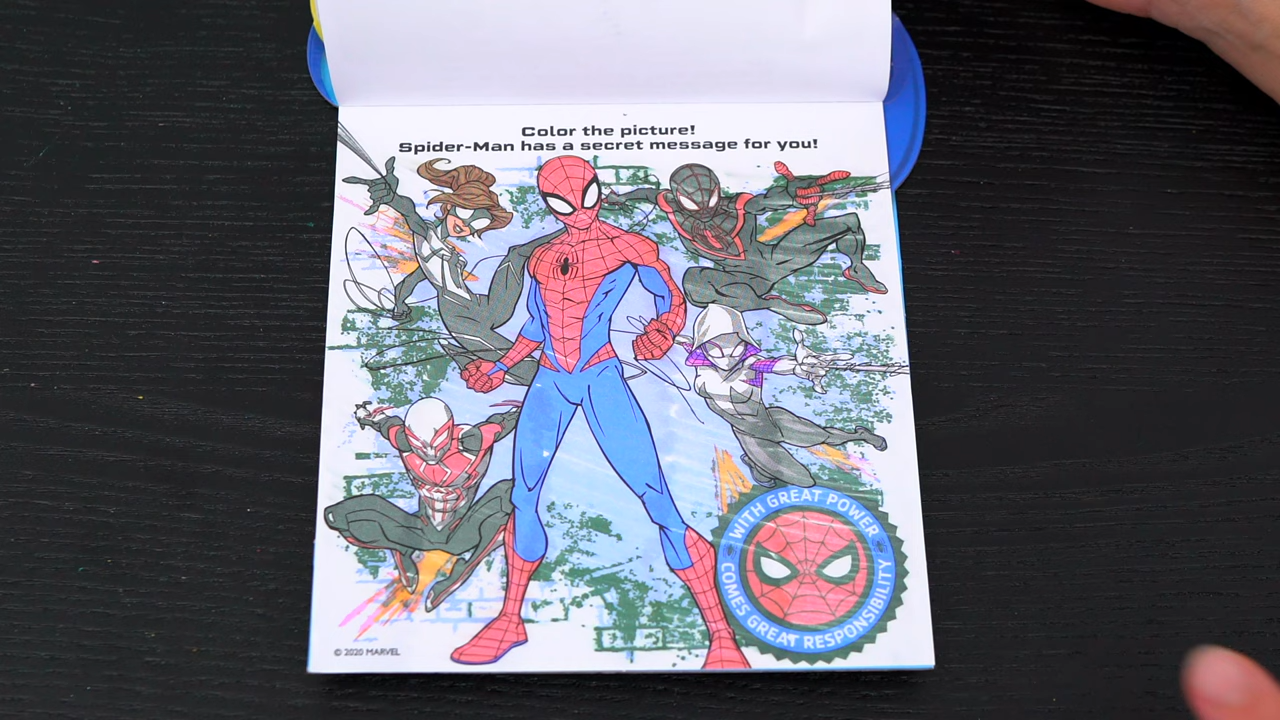 Color the picture!
Spider-Man has a secret message for you!
WITH GREAT POWER
COMES GREAT RESPONSIBILITY
© 2020 MARVEL